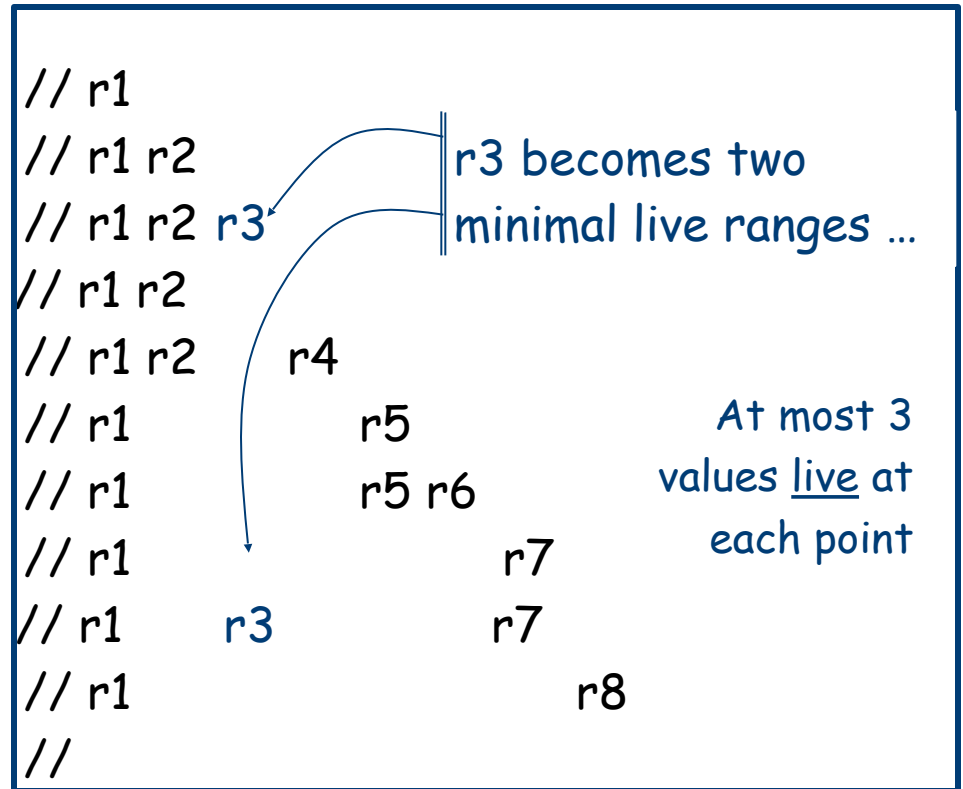 // r1
// r1 r2
r3 becomes two
// r1 r2 r3
minimal live ranges ...
// r1 r2
// r1 r2 r4
// r1 r5
At most 3
// r1 r5 r6
values live at
// r1 r7
each point
// r1 r3 r7
// r1 r8
//